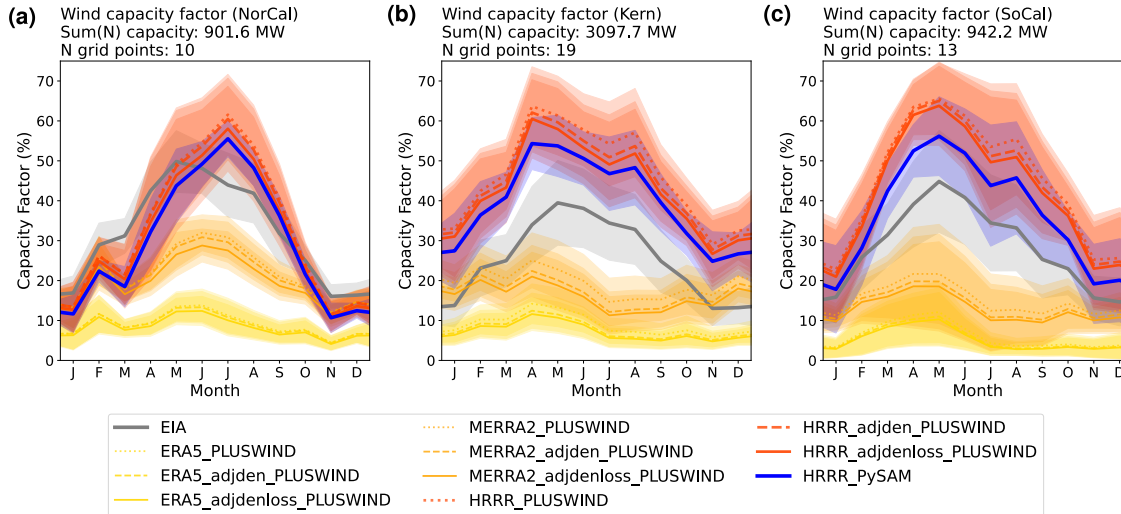 (a)
Wind capacity factor (NorCal)
Sum(N) capacity: 901.6 MW
N grid points: 10
Capacity Factor (%)
70
60
50
40
30
20
10
0
J F M A M J J A S O N D
Month
(b)
Wind capacity factor (Kern)
Sum(N) capacity: 3097.7 MW
N grid points: 19
Capacity Factor (%)
70
60
50
40
30
20
10
0
J F M A M J J A S O N D
Month
(c)
Wind capacity factor (SoCal)
Sum(N) capacity: 942.2 MW
N grid points: 13
Capacity Factor (%)
70
60
50
40
30
20
10
0
J F M A M J J A S O N D
Month
EIA
ERA5_PLUSWIND
ERA5_adjden_PLUSWIND
ERA5_adjdenloss_PLUSWIND
MERRA2_PLUSWIND
MERRA2_adjden_PLUSWIND
MERRA2_adjdenloss_PLUSWIND
HRRR_PLUSWIND
HRRR_adjden_PLUSWIND
HRRR_adjdenloss_PLUSWIND
HRRR_PySAM